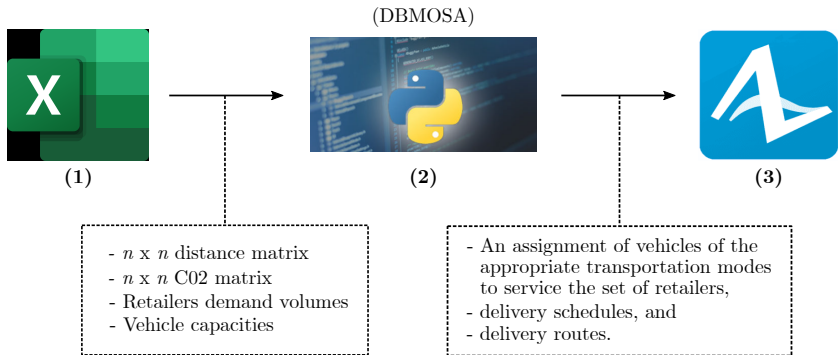 (DBMOSA)
X
(1)
(2)
(3)
- n x n distance matrix
- n x n C02 matrix
- Retailers demand volumes
- Vehicle capacities
- An assignment of vehicles of the
appropriate transportation modes
to service the set of retailers,
- delivery schedules, and
- delivery routes.